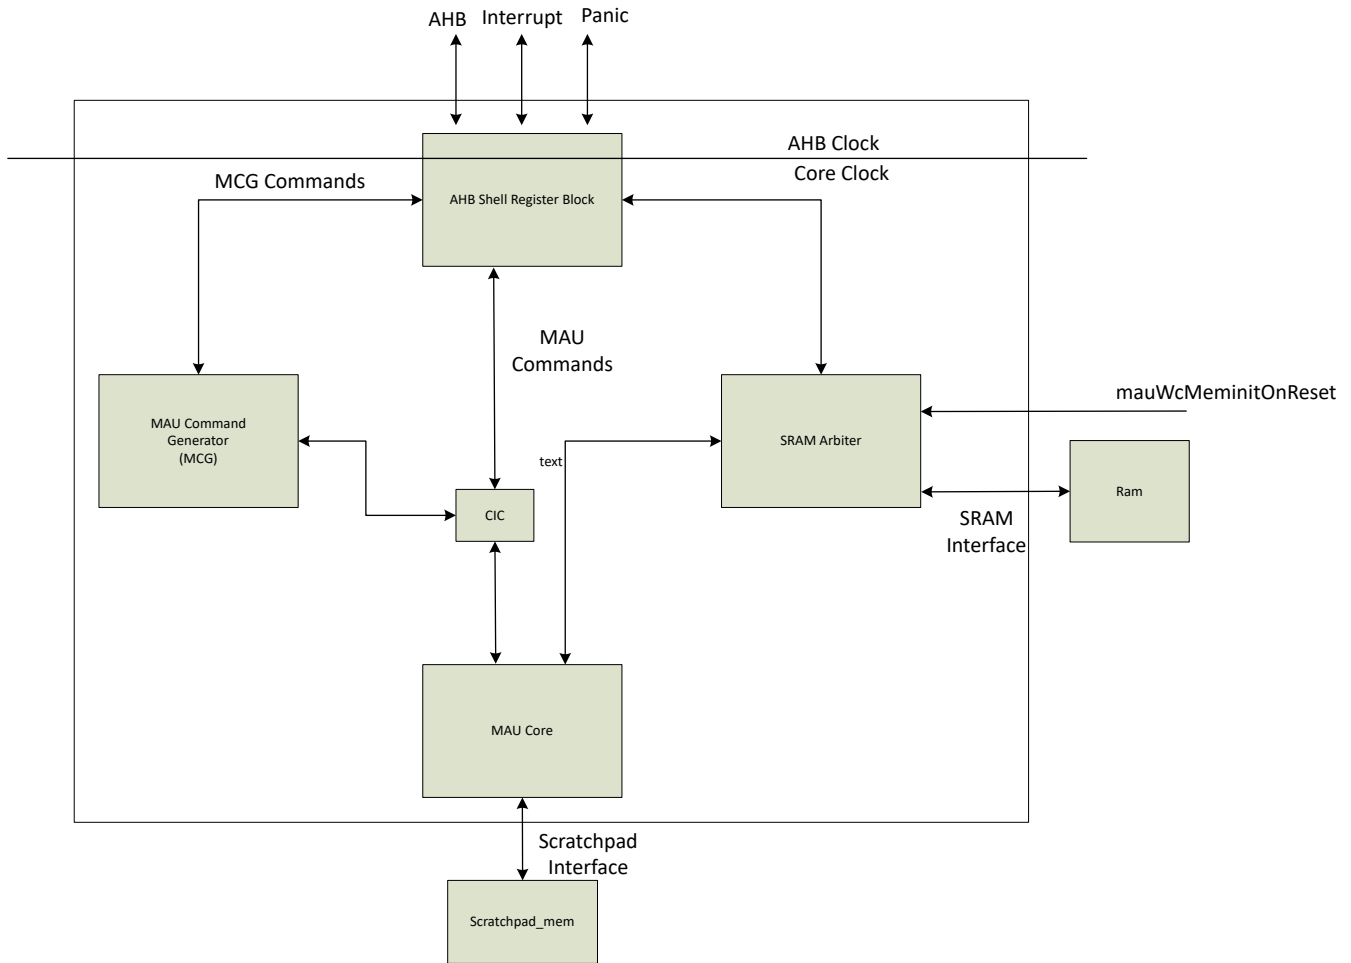 AHB
Interrupt
Panic
AHB Clock
Core Clock
MCG Commands
AHB Shell Register Block
MAU
Commands
MAU Command
Generator
(MCG)
mauWcMeminitOnReset
SRAM Arbiter
text
Ram
CIC
SRAM
Interface
MAU Core
Scratchpad
Interface
Scratchpad_mem